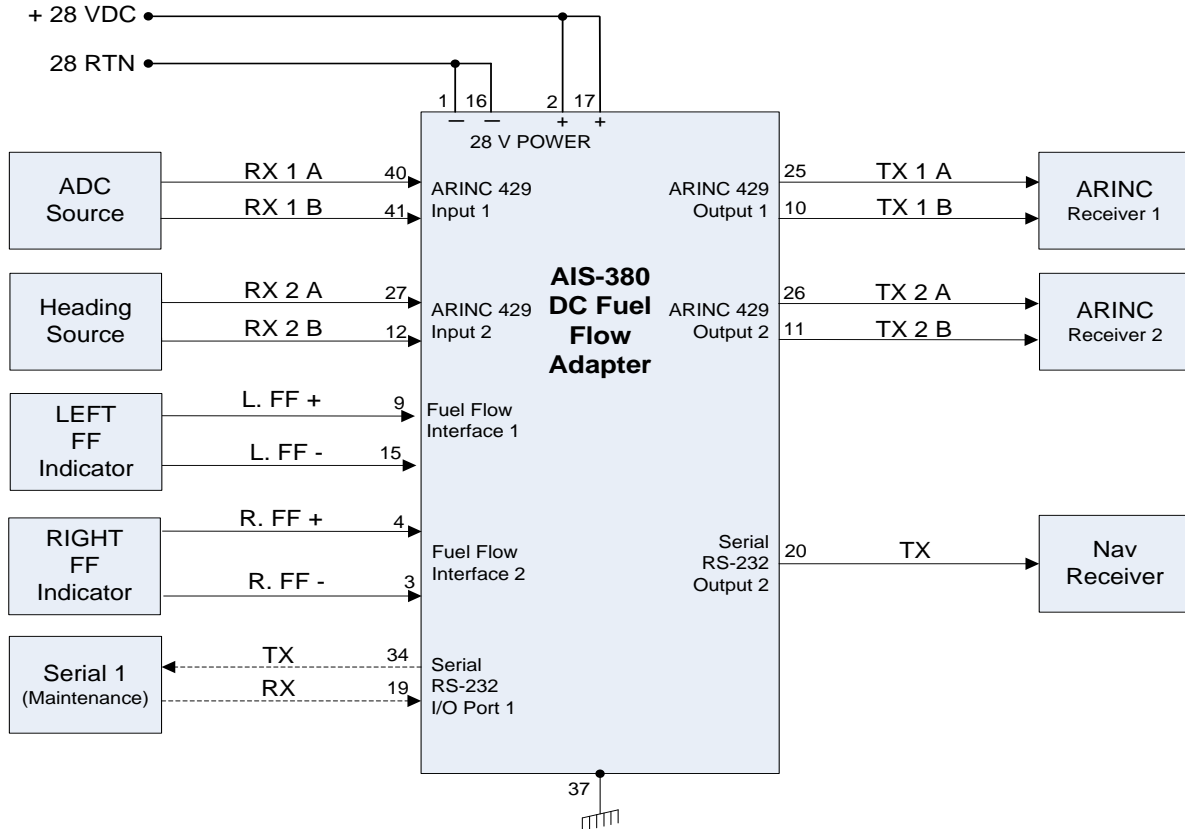 + 28 VDC
28 RTN
1 16 2 17
— — + +
28 V POWER
ADC
Source
RX 1 A 40
RX 1 B 41
ARINC 429
Input 1
ARINC 429
Output 1
25 TX 1 A
10 TX 1 B
ARINC
Receiver 1
Heading
Source
RX 2 A 27
RX 2 B 12
ARINC 429
Input 2
AIS-380
DC Fuel
Flow
Adapter
ARINC 429
Output 2
26 TX 2 A
11 TX 2 B
ARINC
Receiver 2
LEFT
FF
Indicator
L. FF + 9
L. FF - 15
Fuel Flow
Interface 1
RIGHT
FF
Indicator
R. FF + 4
R. FF - 3
Fuel Flow
Interface 2
Serial
RS-232
Output 2
20 TX
Nav
Receiver
Serial 1
(Maintenance)
TX 34
RX 19
Serial
RS-232
I/O Port 1
37